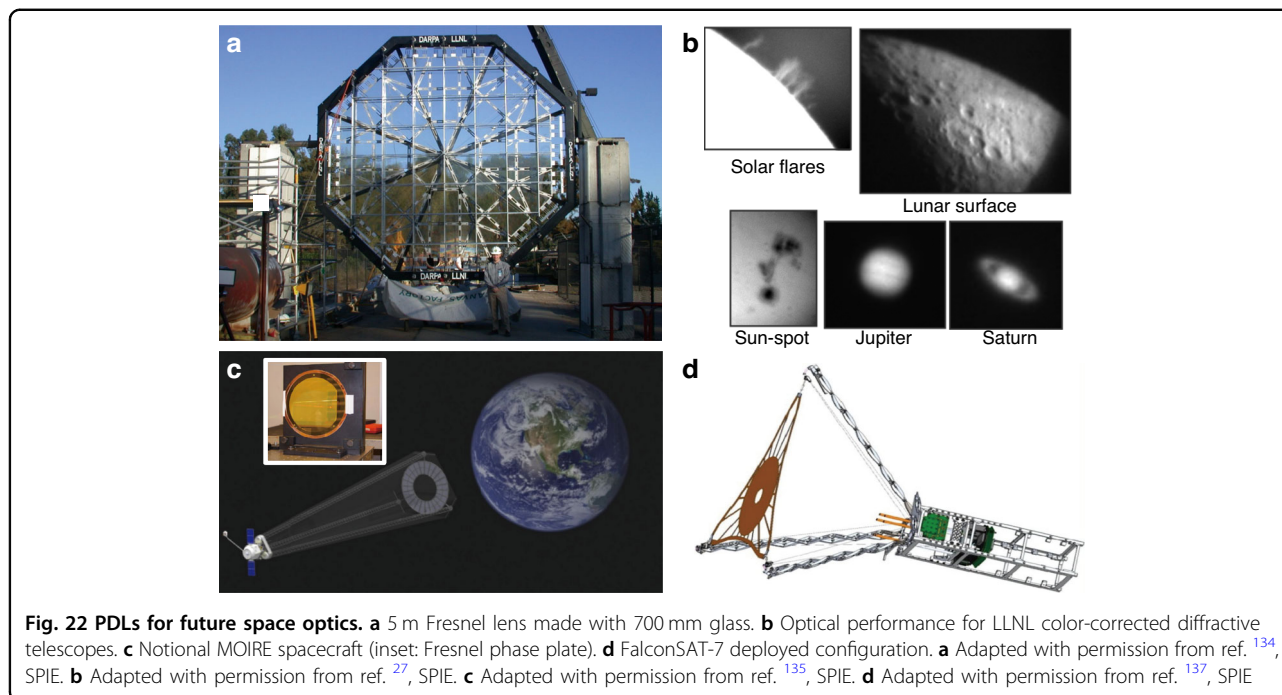 a
DARPA LLNL
DARPA LLNL
b
Solar flares
Lunar surface
Sun-spot
Jupiter
Saturn
c
d
Fig. 22 PDLs for future space optics. a 5 m Fresnel lens made with 700 mm glass. b Optical performance for LLNL color-corrected diffractive
telescopes. c Notional MOIRE spacecraft (inset: Fresnel phase plate). d FalconSAT-7 deployed configuration. a Adapted with permission from ref. 134,
SPIE. b Adapted with permission from ref. 27, SPIE. c Adapted with permission from ref. 135, SPIE. d Adapted with permission from ref. 137, SPIE